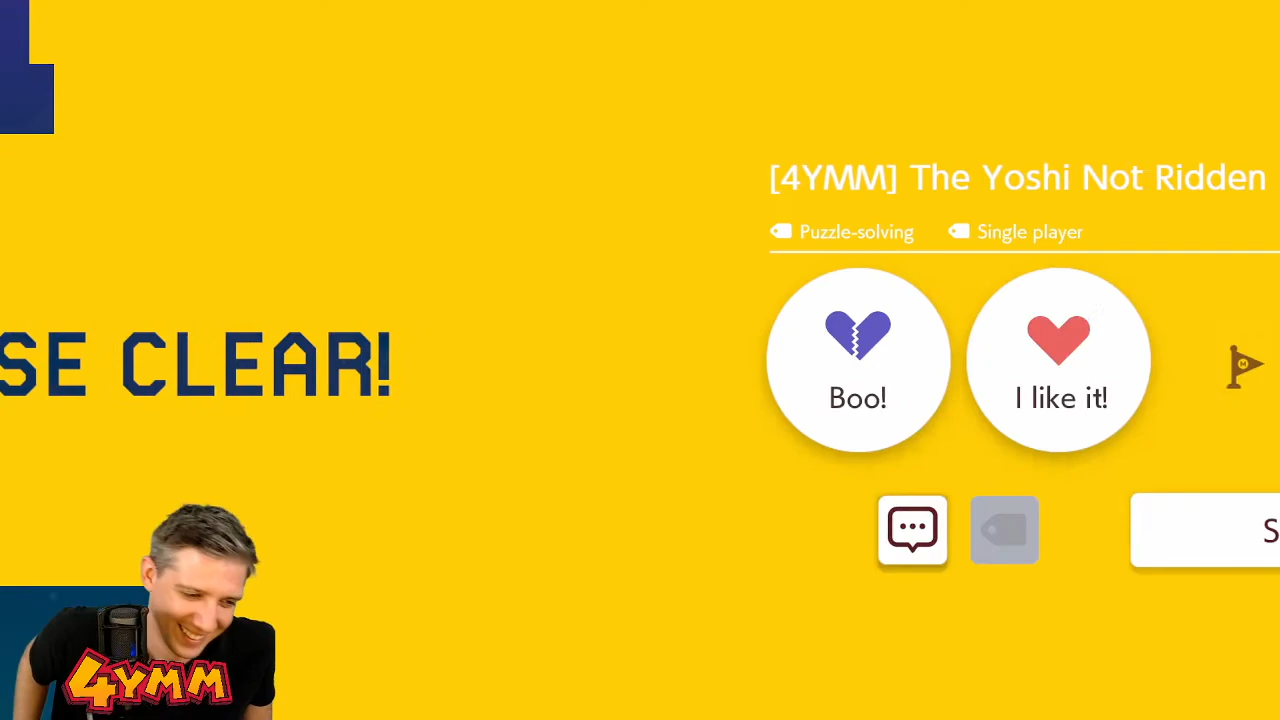 [4YMM] The Yoshi Not Ridden
Puzzle-solving Single player
SE CLEAR!
Boo! I like it!
M
S
4YMM